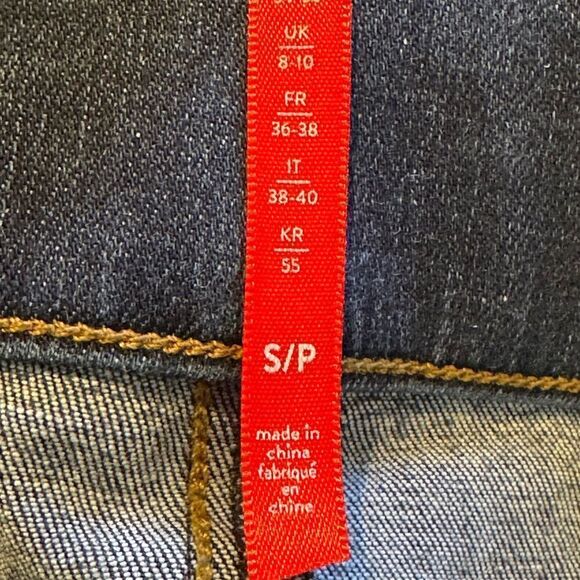 UK
8-10
FR
36-38
IT
38-40
KR
55
S/P
made in
china
fabriqué
en
chine